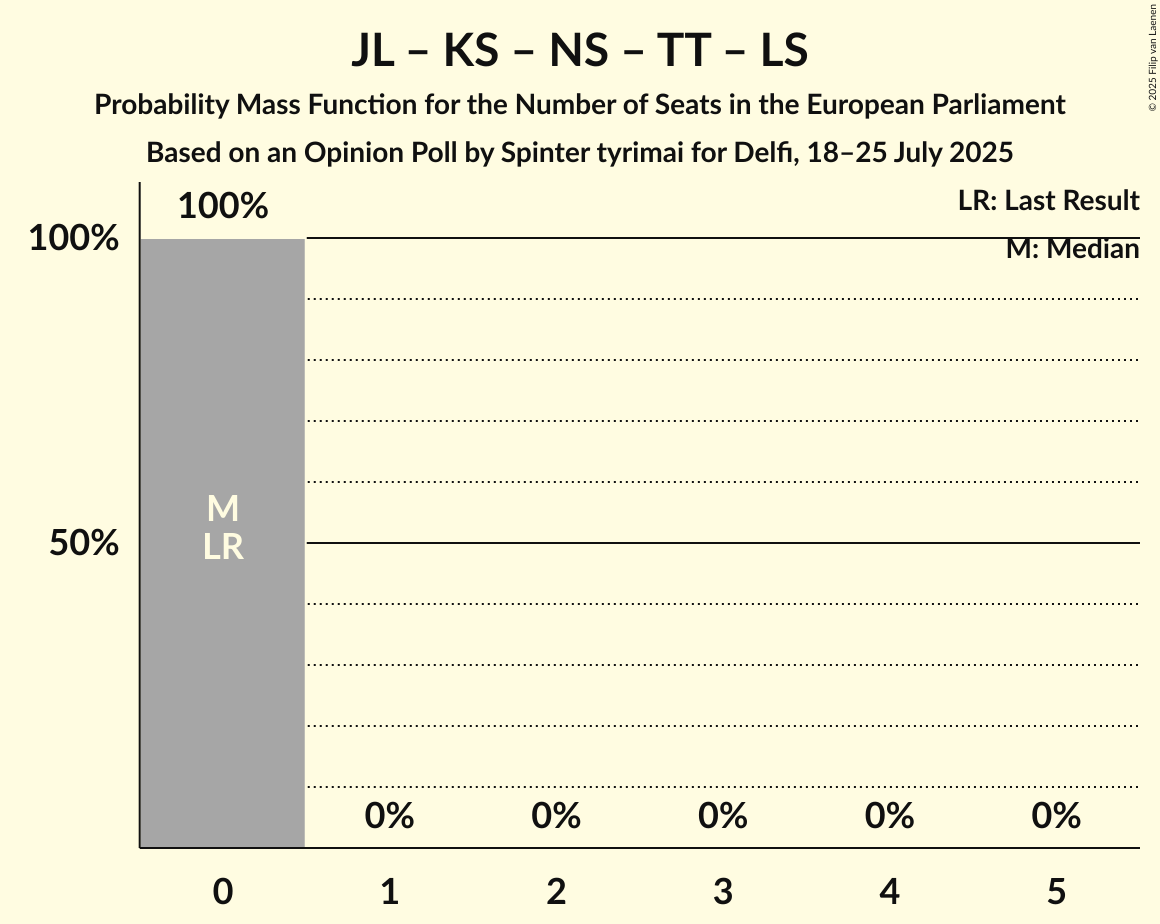 JL – KS – NS – TT – LS
Probability Mass Function for the Number of Seats in the European Parliament
Based on an Opinion Poll by Spinter tyrimai for Delfi, 18–25 July 2025
© 2025 Filip van Laenen
LR: Last Result
M: Median
100%
100%
50%
M
LR
0% 0% 0% 0% 0%
0 1 2 3 4 5